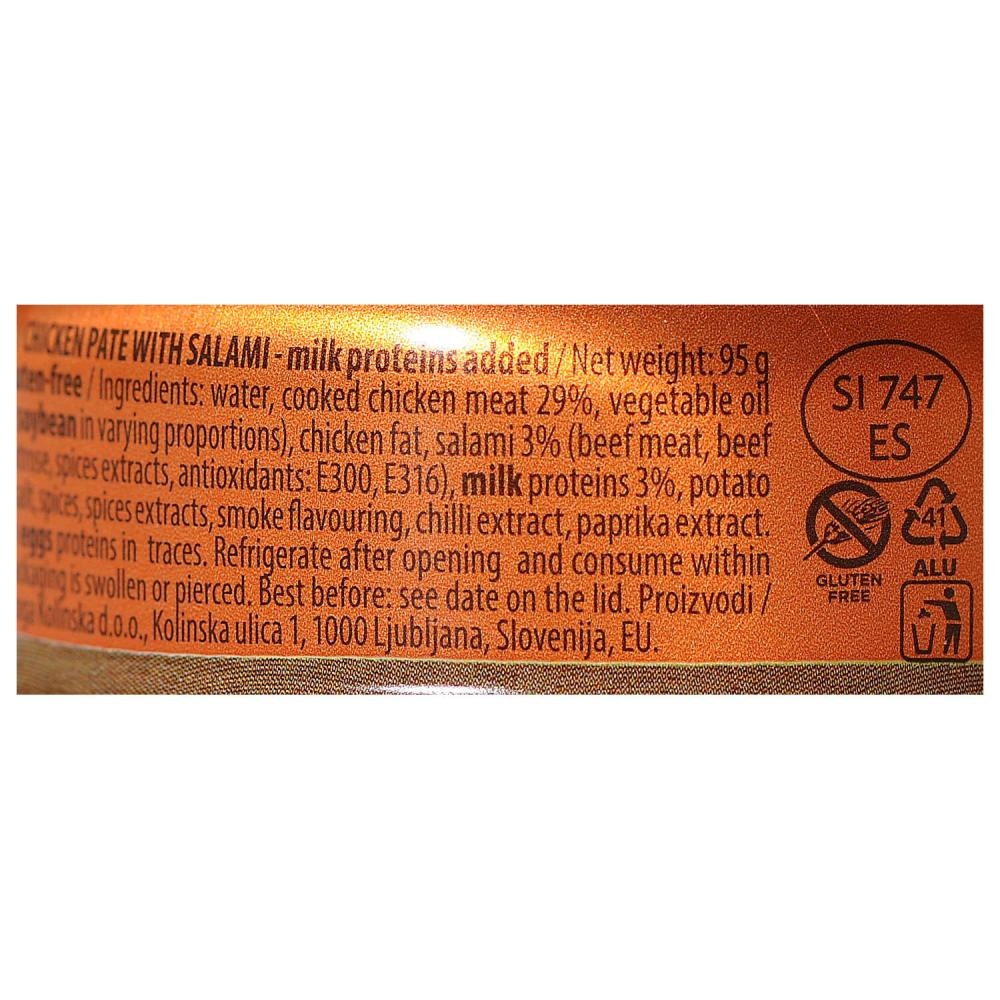 CHICKEN PATE WITH SALAMI - milk proteins added / Net weight: 95 g
-free / Ingredients: water, cooked chicken meat 29%, vegetable oil
soybean in varying proportions), chicken fat, salami 3% (beef meat, beef
spices extracts, antioxidants: E300, E316), milk proteins 3%, potato
spices, spices extracts, smoke flavouring, chilli extract, paprika extract.
eggs proteins in traces. Refrigerate after opening and consume within
is swollen or pierced. Best before: see date on the lid. Proizvodi /
Kolinska d.o.o., Kolinska ulica 1, 1000 Ljubljana, Slovenija, EU.
SI 747
ES
GLUTEN
FREE
41
ALU